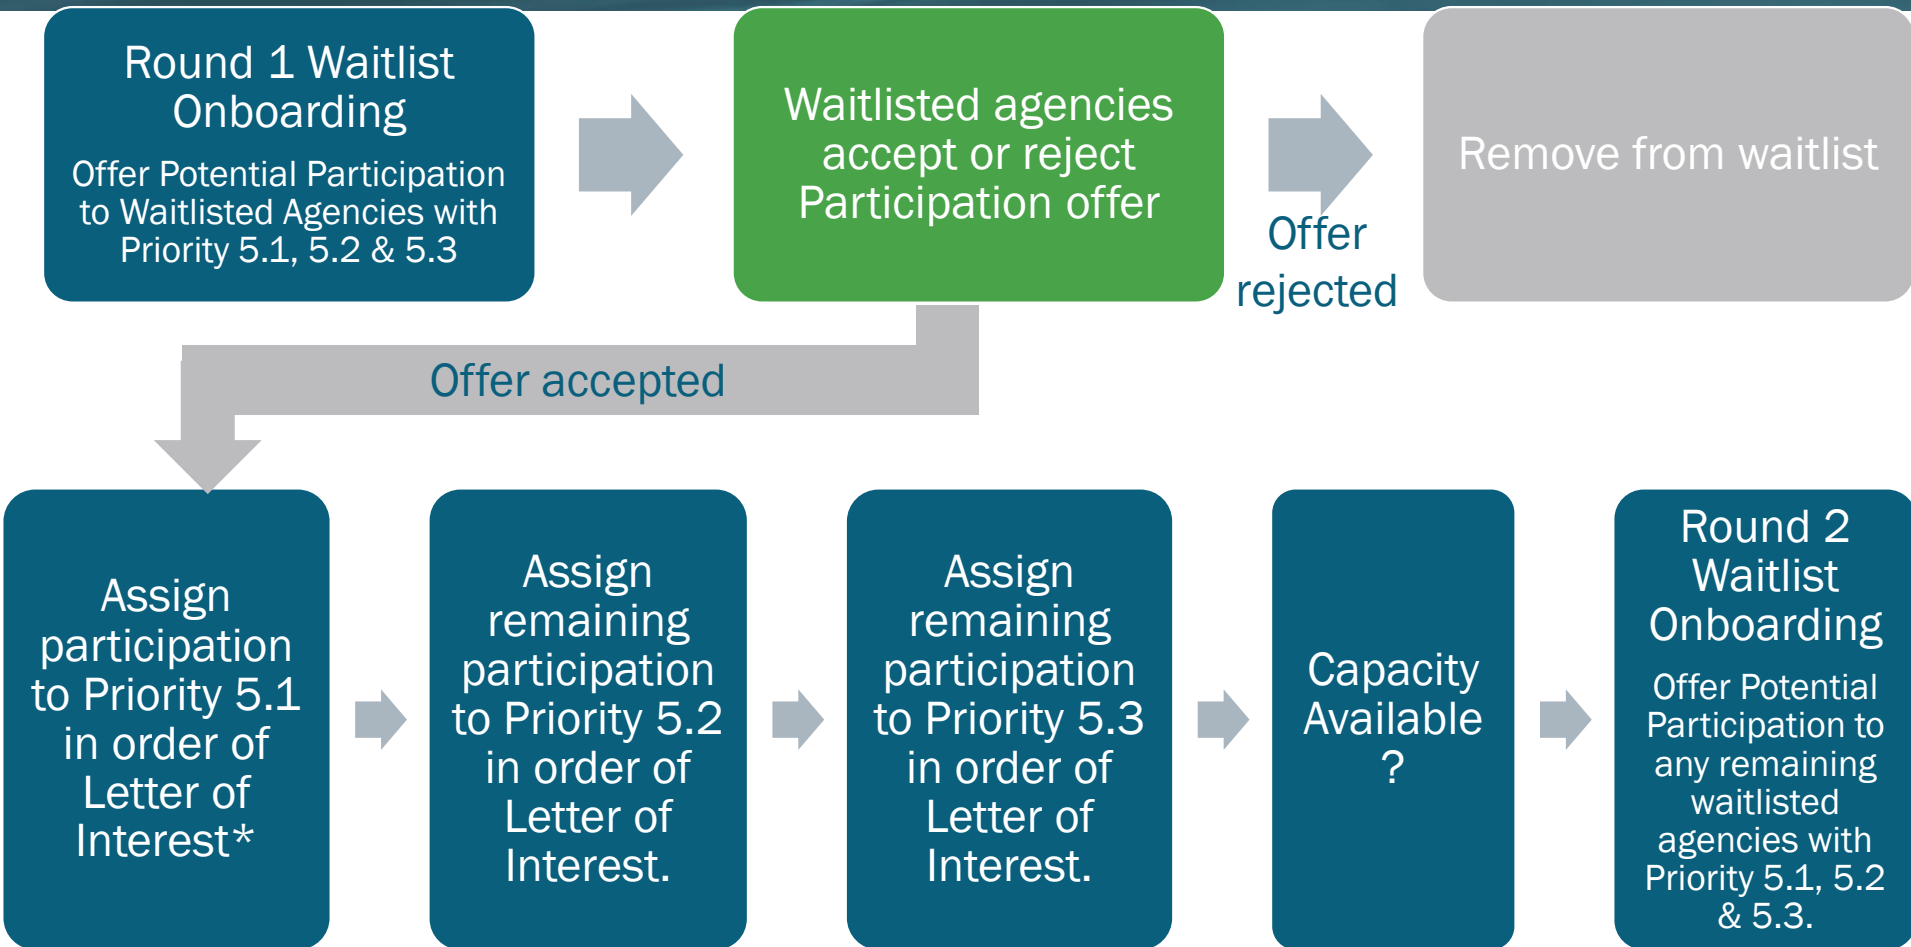 Round 1 Waitlist
Onboarding
Offer Potential Participation
to Waitlisted Agencies with
Priority 5.1, 5.2 & 5.3
Waitlisted agencies
accept or reject
Participation offer
Offer
rejected
Remove from waitlist
Offer accepted
Assign
participation
to Priority 5.1
in order of
Letter of
Interest*
Assign
remaining
participation
to Priority 5.2
in order of
Letter of
Interest.
Assign
remaining
participation
to Priority 5.3
in order of
Letter of
Interest.
Capacity
Available
?
Round 2
Waitlist
Onboarding
Offer Potential
Participation to
any remaining
waitlisted
agencies with
Priority 5.1, 5.2
& 5.3.